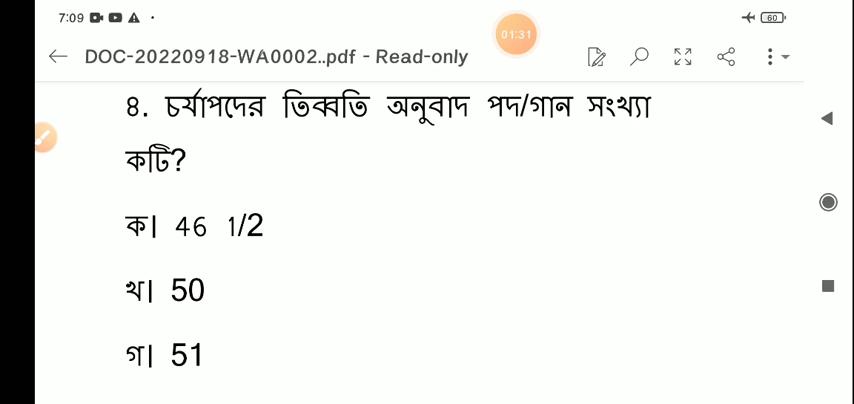 7:09
60
01:31
DOC-20220918-WA0002..pdf - Read-only
৪. চর্যাপদের তিব্বতি অনুবাদ পদ/গান সংখ্যা
কটি?
ক| 46 1/2
খ| 50
গ| 51